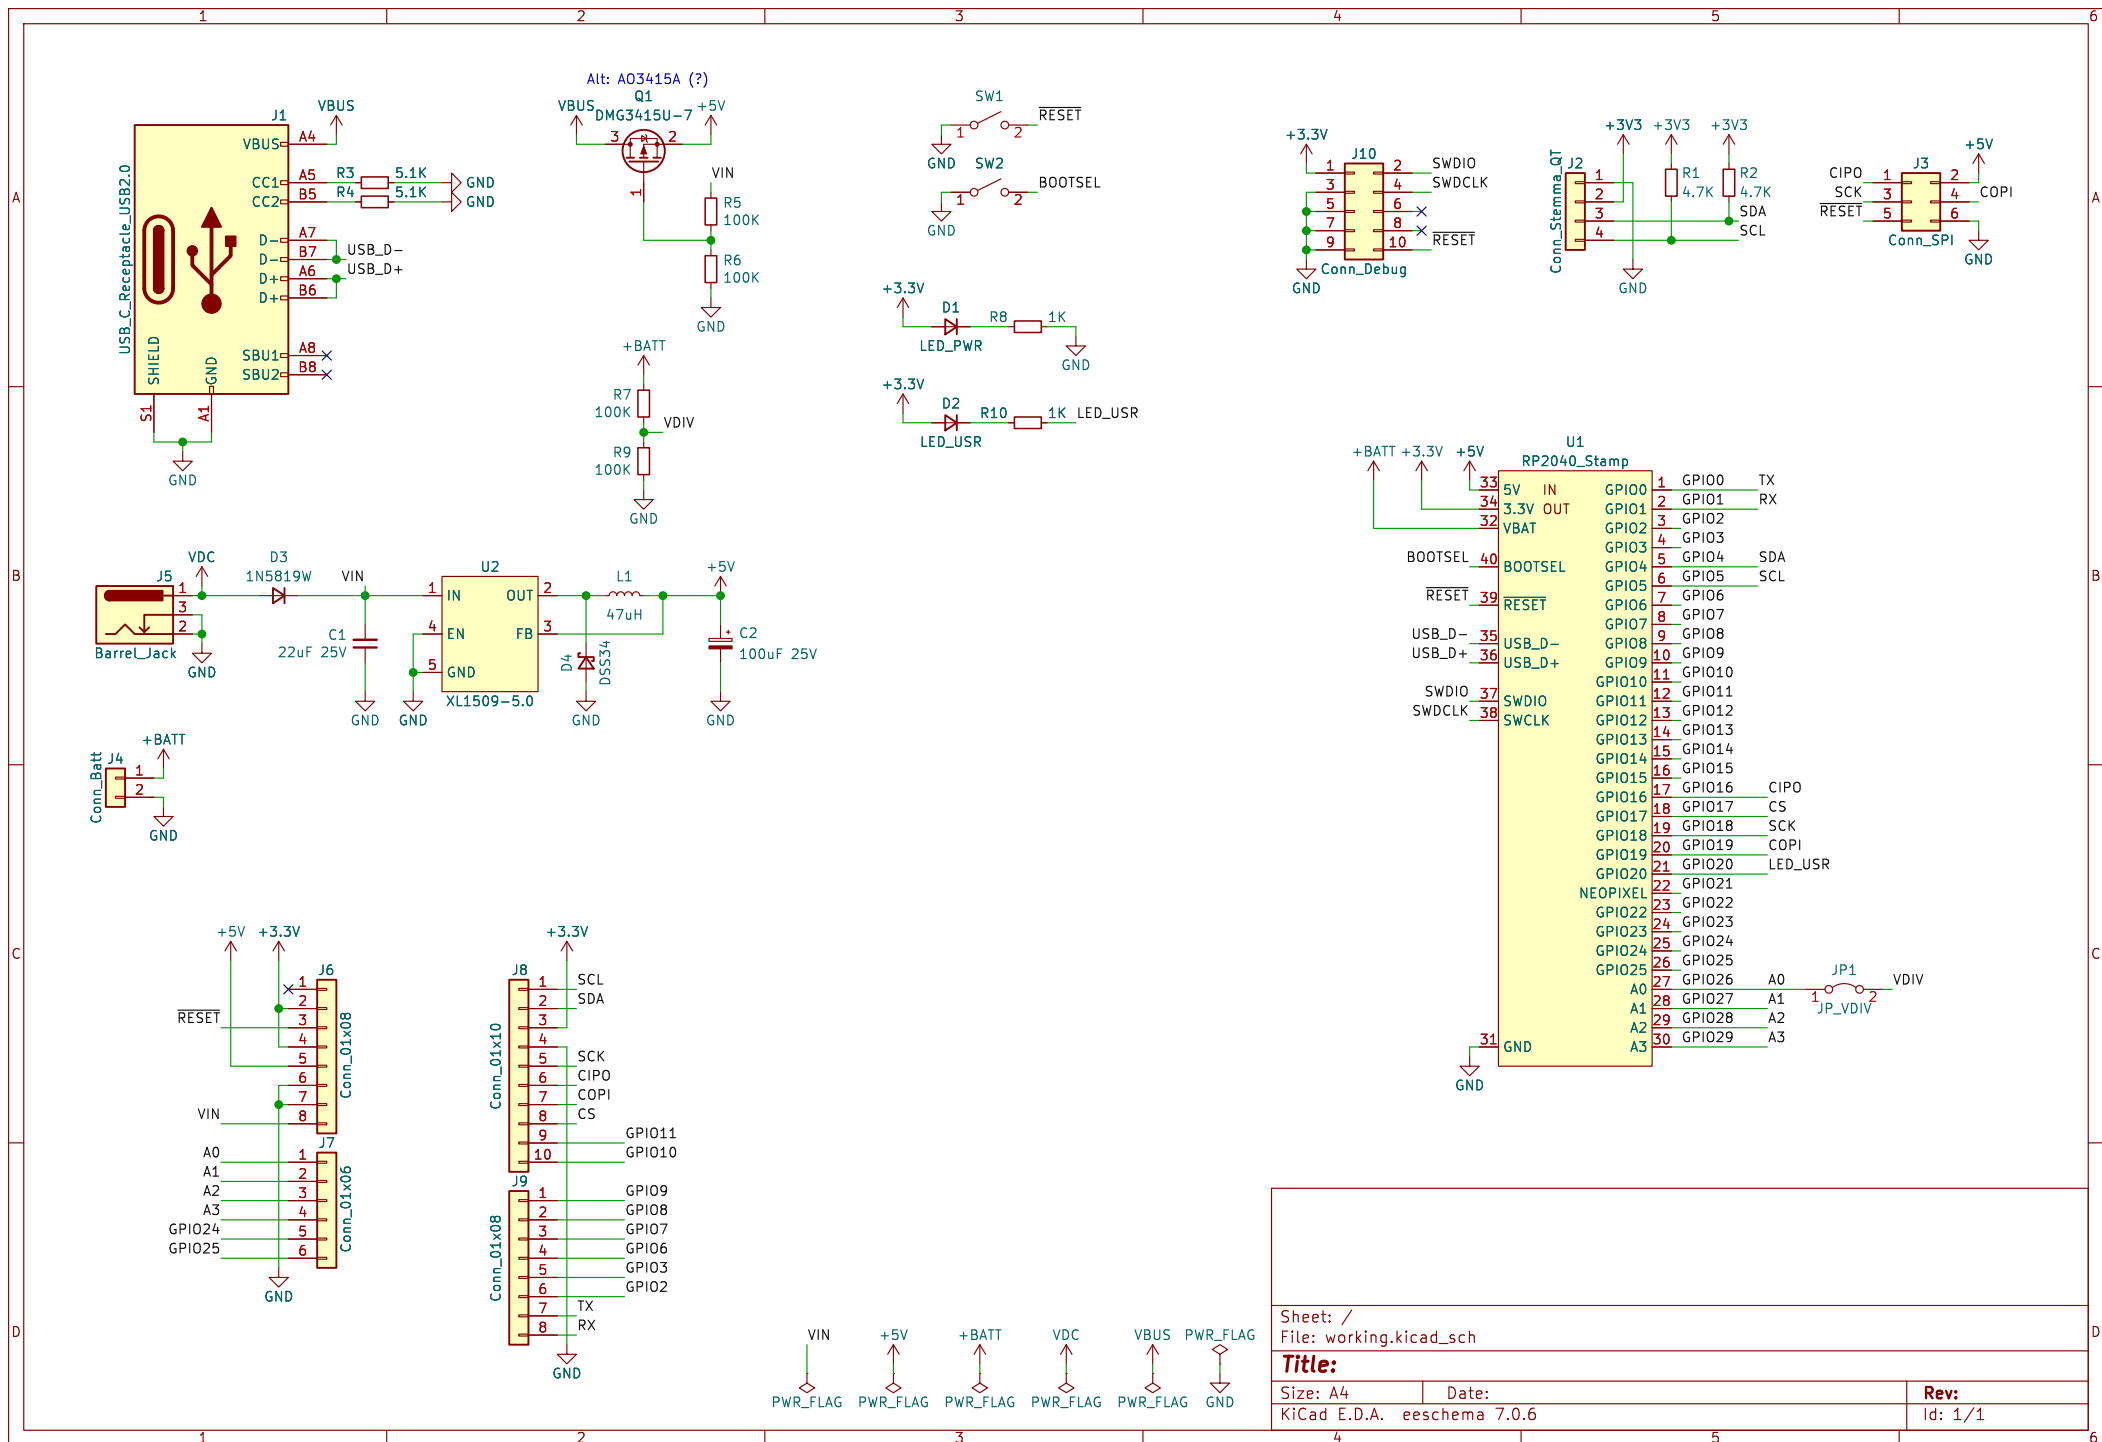 1 2 3 4 5 6
A
B
C
D
J1
VBUS
USB_C_Receptacle_USB2.0
VBUS A4
CC1 A5
CC2 B5
D- A7
D- B7
D+ A6
D+ B6
SBU1 A8
SBU2 B8
SHIELD
GND
S1
A1
GND
R3 5.1K GND
R4 5.1K GND
USB_D-
USB_D+
Alt: AO3415A (?)
Q1
DMG3415U-7
VBUS
+5V
3 2
1
VIN
R5
100K
R6
100K
GND
+BATT
R7
100K
VDIV
R9
100K
GND
SW1
RESET
1 2
GND
SW2
BOOTSEL
1 2
GND
+3.3V
D1
LED_PWR
R8 1K
GND
+3.3V
D2
LED_USR
R10 1K LED_USR
+3.3V
J10
1 2 SWDIO
3 4 SWDCLK
5 6
7 8
9 10 RESET
Conn_Debug
GND
+3V3 +3V3 +3V3
Conn_Stemma_QT
J2
1
2
3
4
R1
4.7K
R2
4.7K
SDA
SCL
GND
J3
+5V
CIPO 1 2
SCK 3 4 COPI
RESET 5 6
Conn_SPI
GND
VDC
J5
1
3
2
Barrel_Jack
GND
D3
1N5819W
VIN
C1
22uF 25V
GND
U2
1 IN OUT 2
4 EN FB 3
5 GND
XL1509-5.0
GND
L1
47uH
D4
DSS34
GND
+5V
C2
100uF 25V
GND
+BATT
J4
Conn_Batt
1
2
GND
U1
RP2040_Stamp
+BATT +3.3V +5V
33 5V IN
34 3.3V OUT
32 VBAT
BOOTSEL 40 BOOTSEL
RESET 39 RESET
USB_D- 35 USB_D-
USB_D+ 36 USB_D+
SWDIO 37 SWDIO
SWDCLK 38 SWCLK
31 GND
GND
GPIO0 1 GPIO0 TX
GPIO1 2 GPIO1 RX
GPIO2 3 GPIO2
GPIO3 4 GPIO3
GPIO4 5 GPIO4 SDA
GPIO5 6 GPIO5 SCL
GPIO6 7 GPIO6
GPIO7 8 GPIO7
GPIO8 9 GPIO8
GPIO9 10 GPIO9
GPIO10 11 GPIO10
GPIO11 12 GPIO11
GPIO12 13 GPIO12
GPIO13 14 GPIO13
GPIO14 15 GPIO14
GPIO15 16 GPIO15
GPIO16 17 GPIO16 CIPO
GPIO17 18 GPIO17 CS
GPIO18 19 GPIO18 SCK
GPIO19 20 GPIO19 COPI
GPIO20 21 GPIO20 LED_USR
NEOPIXEL 22 GPIO21
GPIO22 23 GPIO22
GPIO23 24 GPIO23
GPIO24 25 GPIO24
GPIO25 26 GPIO25
A0 27 GPIO26 A0
A1 28 GPIO27 A1
A2 29 GPIO28 A2
A3 30 GPIO29 A3
JP1
1 2 VDIV
JP_VDIV
+5V +3.3V
J6
Conn_01x08
1
2
RESET 3
4
5
6
7
VIN 8
J7
Conn_01x06
A0 1
A1 2
A2 3
A3 4
GPIO24 5
GPIO25 6
GND
+3.3V
J8
Conn_01x10
1 SCL
2 SDA
3
4
5 SCK
6 CIPO
7 COPI
8 CS
9 GPIO11
10 GPIO10
J9
Conn_01x08
1 GPIO9
2 GPIO8
3 GPIO7
4 GPIO6
5 GPIO3
6 GPIO2
7 TX
8 RX
GND
VIN +5V +BATT VDC VBUS PWR_FLAG
PWR_FLAG PWR_FLAG PWR_FLAG PWR_FLAG PWR_FLAG GND
Sheet: /
File: working.kicad_sch
Title:
Size: A4 Date: Rev:
KiCad E.D.A. eeschema 7.0.6 Id: 1/1
A
B
C
D
1 2 3 4 5 6